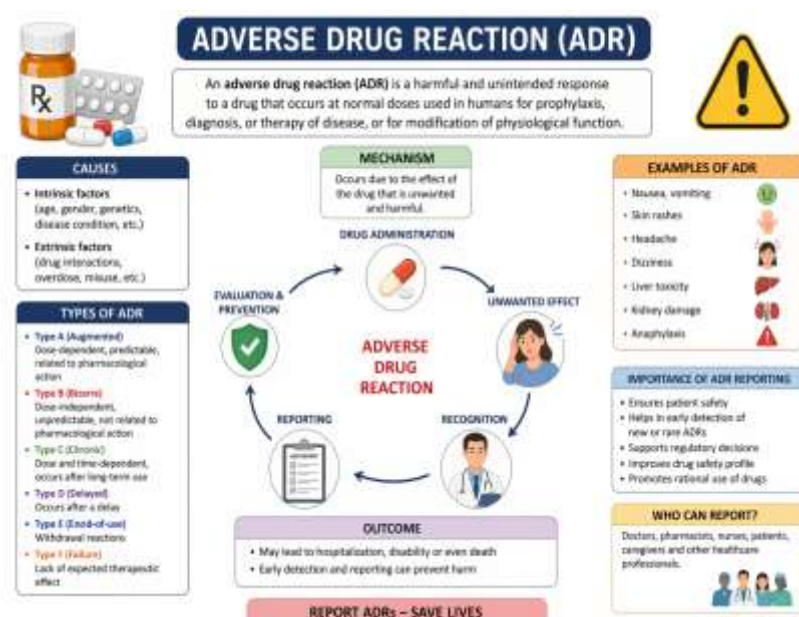 ADVERSE DRUG REACTION (ADR)
An adverse drug reaction (ADR) is a harmful and unintended response
to a drug that occurs at normal doses used in humans for prophylaxis,
diagnosis, or therapy of disease, or for modification of physiological function.
Rx
CAUSES
• Intrinsic factors
(age, gender, genetics,
disease condition, etc.)
• Extrinsic factors
(drug interactions,
overdose, misuse, etc.)
TYPES OF ADR
• Type A (Augmented)
Dose-dependent, predictable,
related to pharmacological
action
• Type B (Bizarre)
Dose-independent,
unpredictable, not related to
pharmacological action
• Type C (Chronic)
Dose and time-dependent,
occurs after long-term use
• Type D (Delayed)
Occurs after a delay
• Type E (Enod-of-use)
Withdrawal reactions
• Type F (Failure)
Lack of expected therapeutic
effect
MECHANISM
Occurs due to the effect of
the drug that is unwanted
and harmful.
DRUG ADMINISTRATION
UNWANTED EFFECT
RECOGNITION
REPORTING
EVALUATION &
PREVENTION
ADVERSE
DRUG
REACTION
OUTCOME
• May lead to hospitalization, disability or even death
• Early detection and reporting can prevent harm
REPORT ADRs – SAVE LIVES
EXAMPLES OF ADR
• Nausea, vomiting
• Skin rashes
• Headache
• Dizziness
• Liver toxicity
• Kidney damage
• Anaphylaxis
IMPORTANCE OF ADR REPORTING
• Ensures patient safety
• Helps in early detection of
new or rare ADRs
• Supports regulatory decisions
• Improves drug safety profile
• Promotes rational use of drugs
WHO CAN REPORT?
Doctors, pharmacists, nurses, patients,
caregivers and other healthcare
professionals.